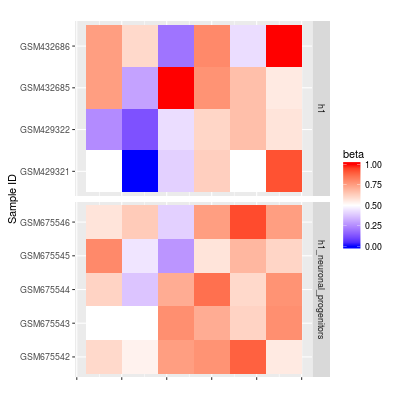 GSM432686
GSM432685
GSM429322
GSM429321
h1
Sample ID
GSM675546
GSM675545
GSM675544
GSM675543
GSM675542
h1_neuronal_progenitors
beta
1.00
0.75
0.50
0.25
0.00